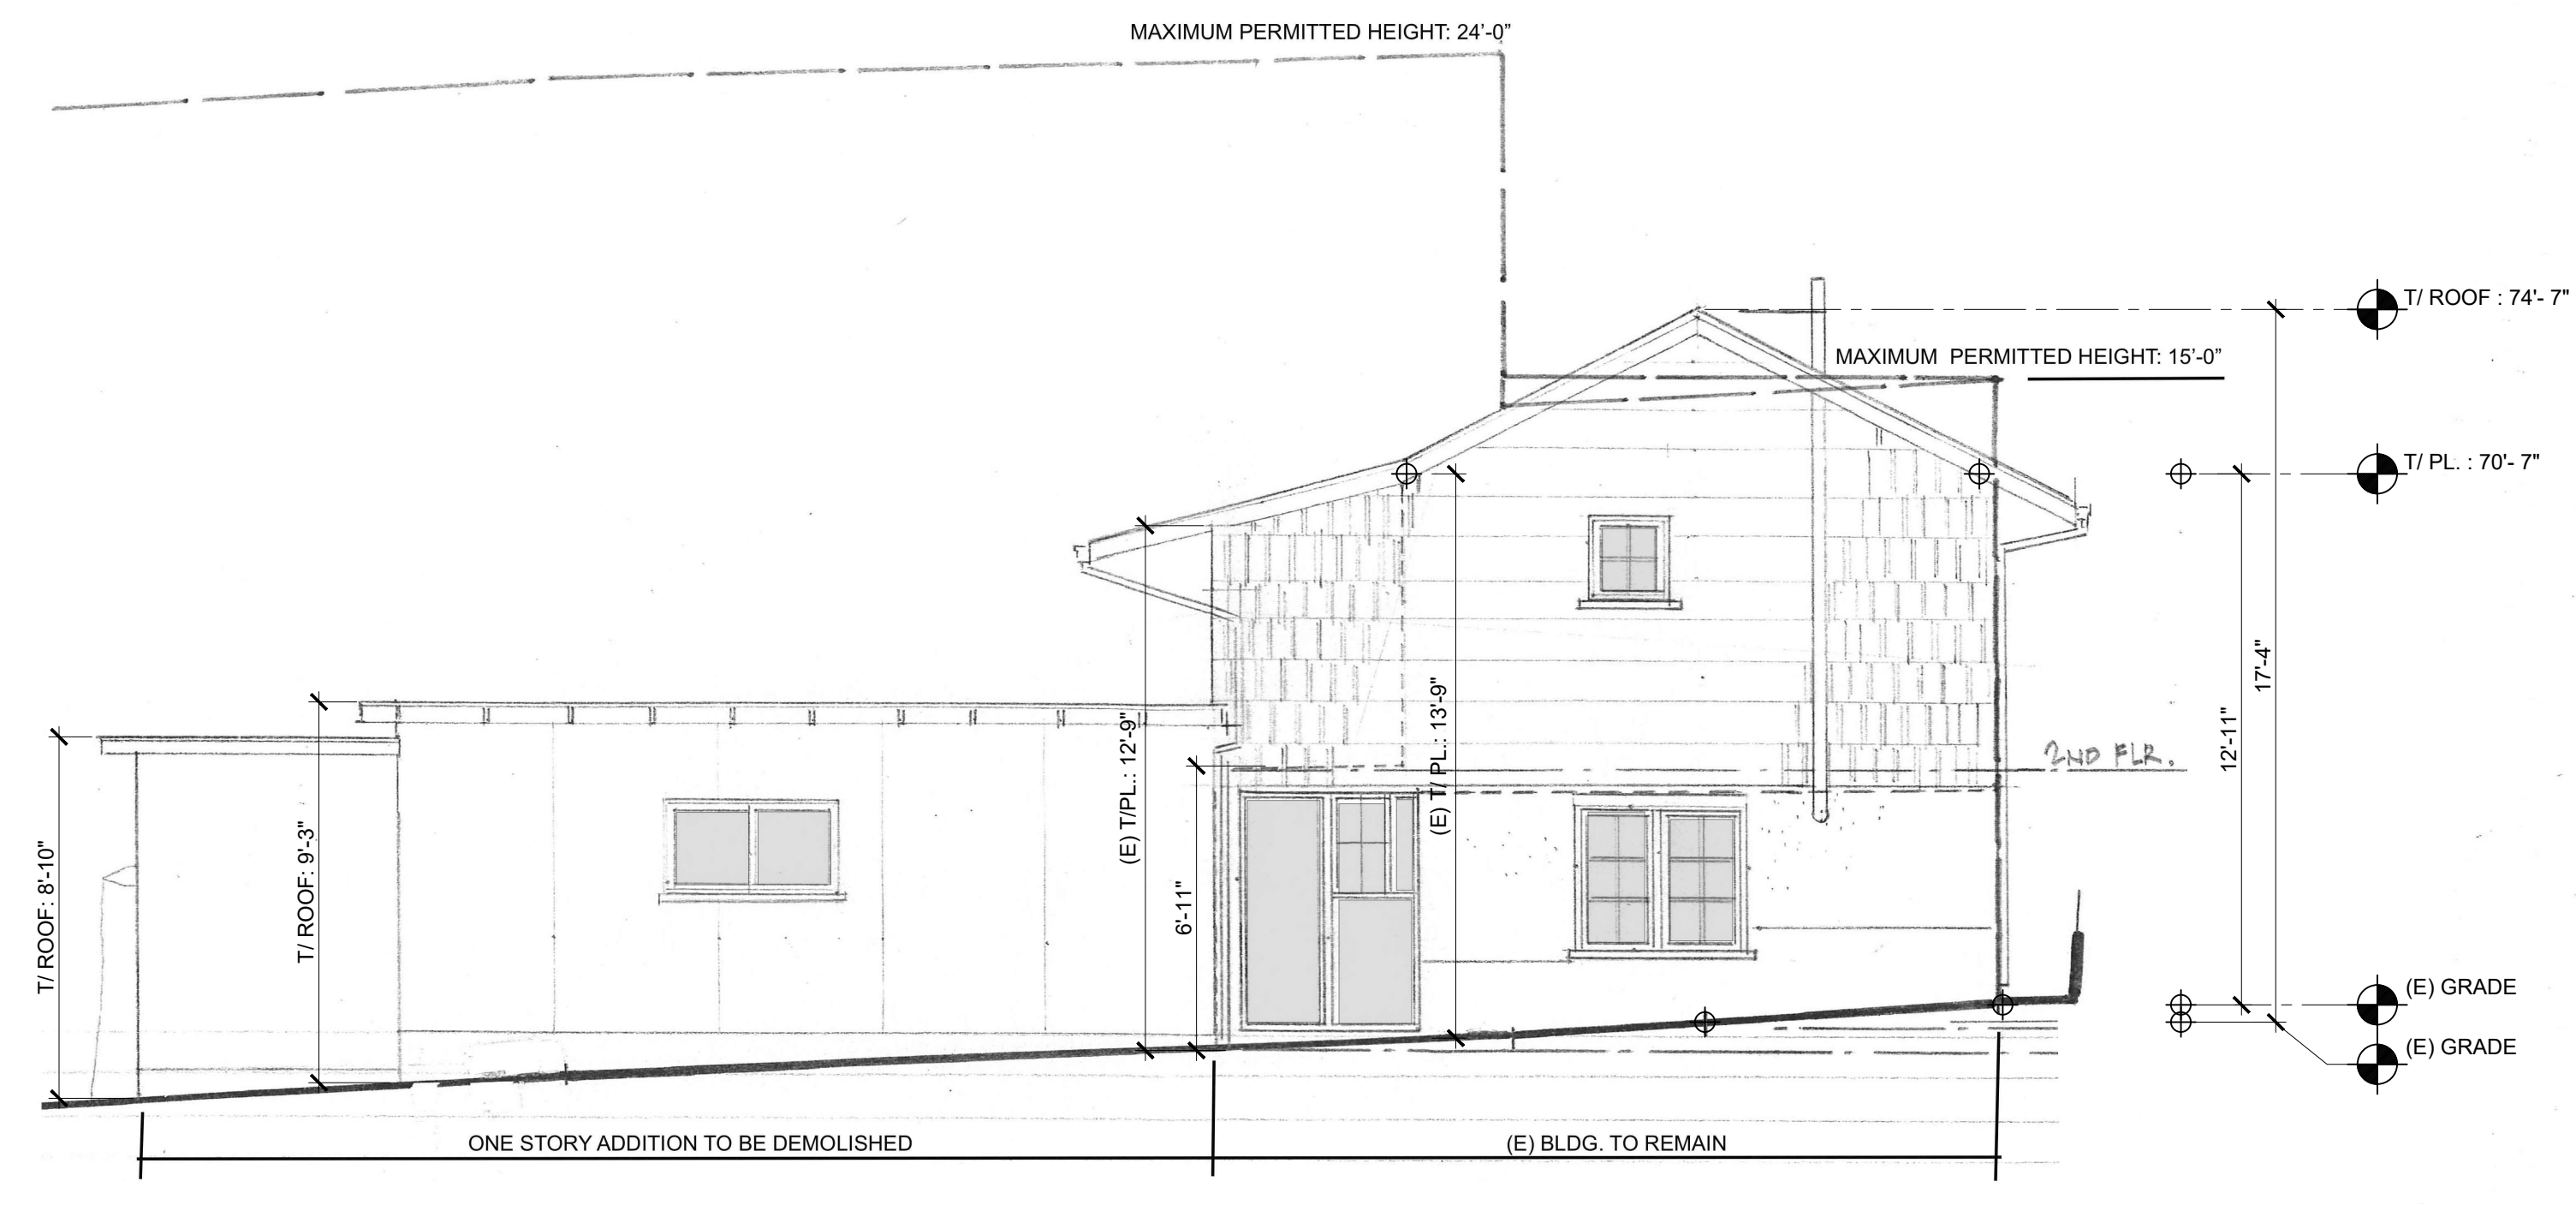 MAXIMUM PERMITTED HEIGHT: 24’-0”
T/ ROOF : 74'- 7"
MAXIMUM  PERMITTED HEIGHT: 15’-0”
T/ PL. : 70'- 7"
17'-4"
12'-11"
2ND FLR.
(E) T/ PL.: 13'-9"
(E) T/PL.: 12'-9"
6'-11"
T/ ROOF: 9'-3"
T/ ROOF: 8'-10"
(E) GRADE
(E) GRADE
ONE STORY ADDITION TO BE DEMOLISHED
(E) BLDG. TO REMAIN